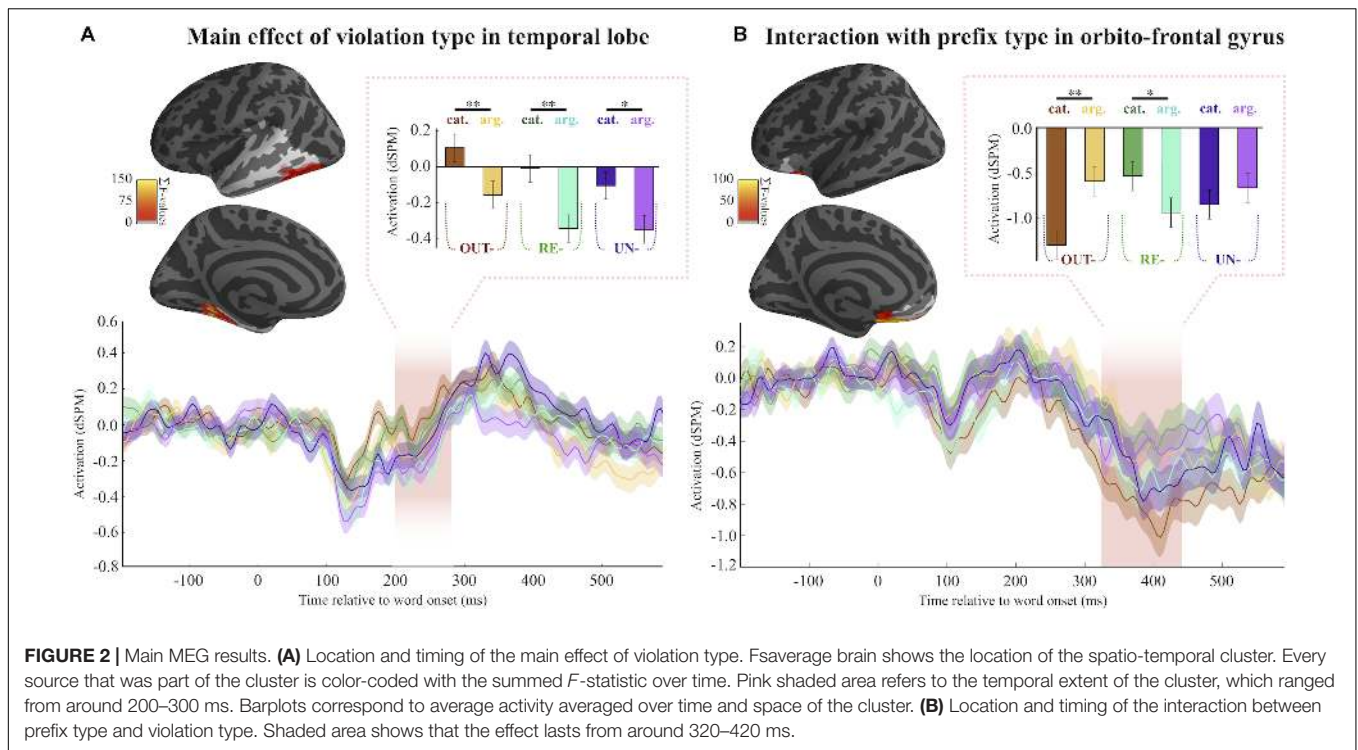 A Main effect of violation type in temporal lobe
** ** *
cat. arg. cat. arg. cat. arg.
Activation (dSPM)
0.2
0.0
-0.2
-0.4
OUT- RE- UN-
150
75
0
∑ F-values
Activation (dSPM)
0.6
0.4
0.2
0.0
-0.2
-0.4
-0.6
-0.8
-100 0 100 200 300 400 500
Time relative to word onset (ms)
B Interaction with prefix type in orbito-frontal gyrus
** *
cat. arg. cat. arg. cat. arg.
Activation (dSPM)
0.0
-0.5
-1.0
OUT- RE- UN-
100
50
0
∑ F-values
Activation (dSPM)
0.2
0.0
-0.2
-0.4
-0.6
-0.8
-1.0
-1.2
-100 0 100 200 300 400 500
Time relative to word onset (ms)
FIGURE 2 | Main MEG results. (A) Location and timing of the main effect of violation type. Fsaverage brain shows the location of the spatio-temporal cluster. Every
source that was part of the cluster is color-coded with the summed F-statistic over time. Pink shaded area refers to the temporal extent of the cluster, which ranged
from around 200–300 ms. Barplots correspond to average activity averaged over time and space of the cluster. (B) Location and timing of the interaction between
prefix type and violation type. Shaded area shows that the effect lasts from around 320–420 ms.